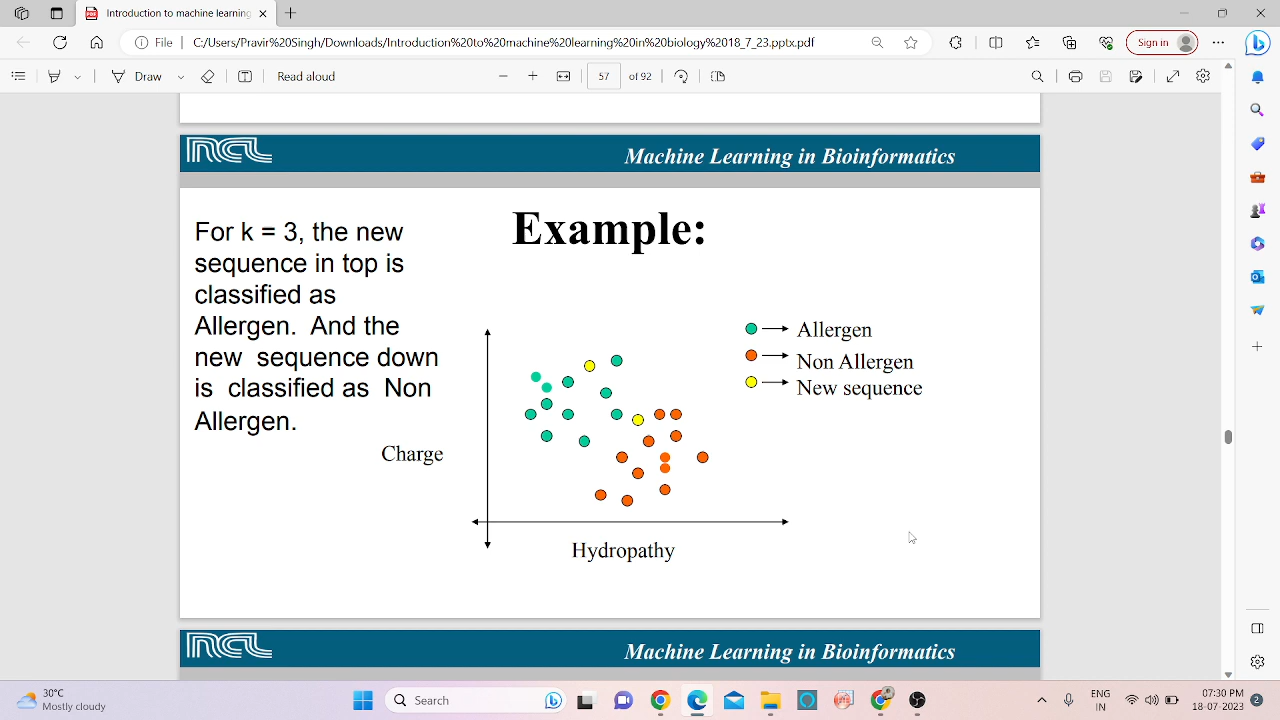 Introduction to machine learning
File
C:/Users/Pravir%20Singh/Downloads/Introduction%20to%20machine%20learning%20in%20biology%2018_7_23.pptx.pdf
Sign in
Draw
Read aloud
57
of 92
NCL
Machine Learning in Bioinformatics
Example:
For k = 3, the new
sequence in top is
classified as
Allergen. And the
new sequence down
is classified as Non
Allergen.
Allergen
Non Allergen
New sequence
Charge
Hydropathy
NCL
Machine Learning in Bioinformatics
30°C
Mostly cloudy
Search
ENG
IN
07:30 PM
18-07-2023
2